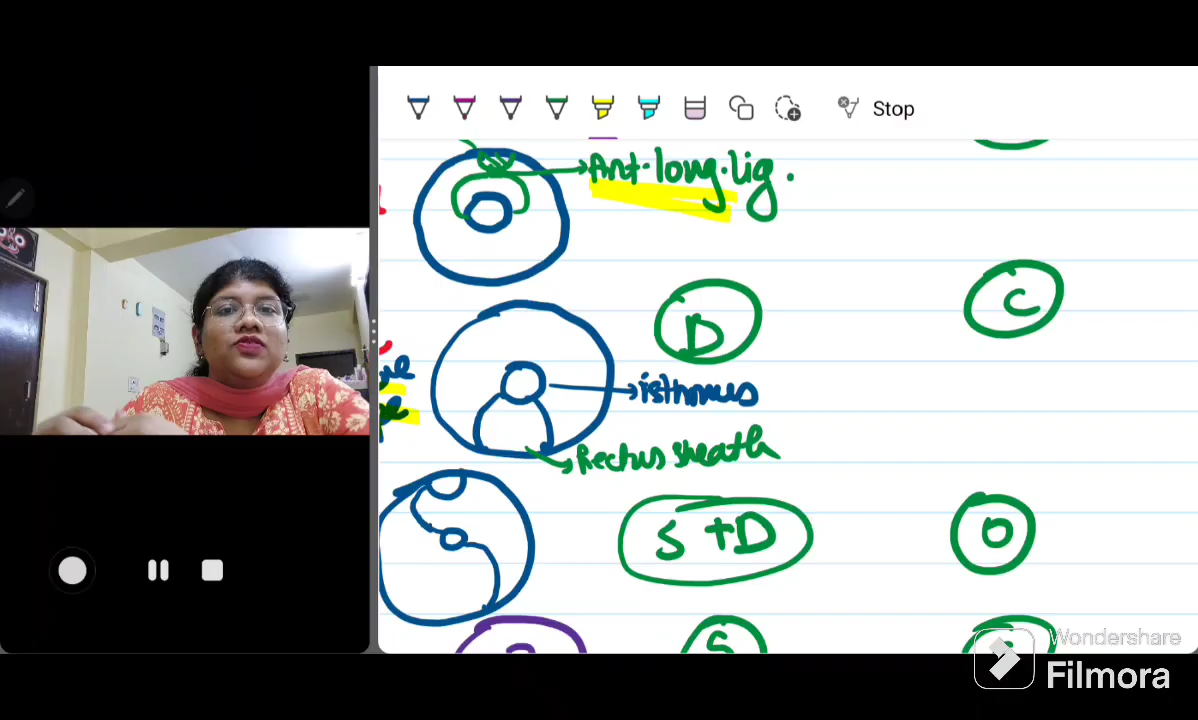 Stop
Ant. long. lig.
D
C
isthmus
Rectus sheath
S + D
O
S
Wondershare
Filmora